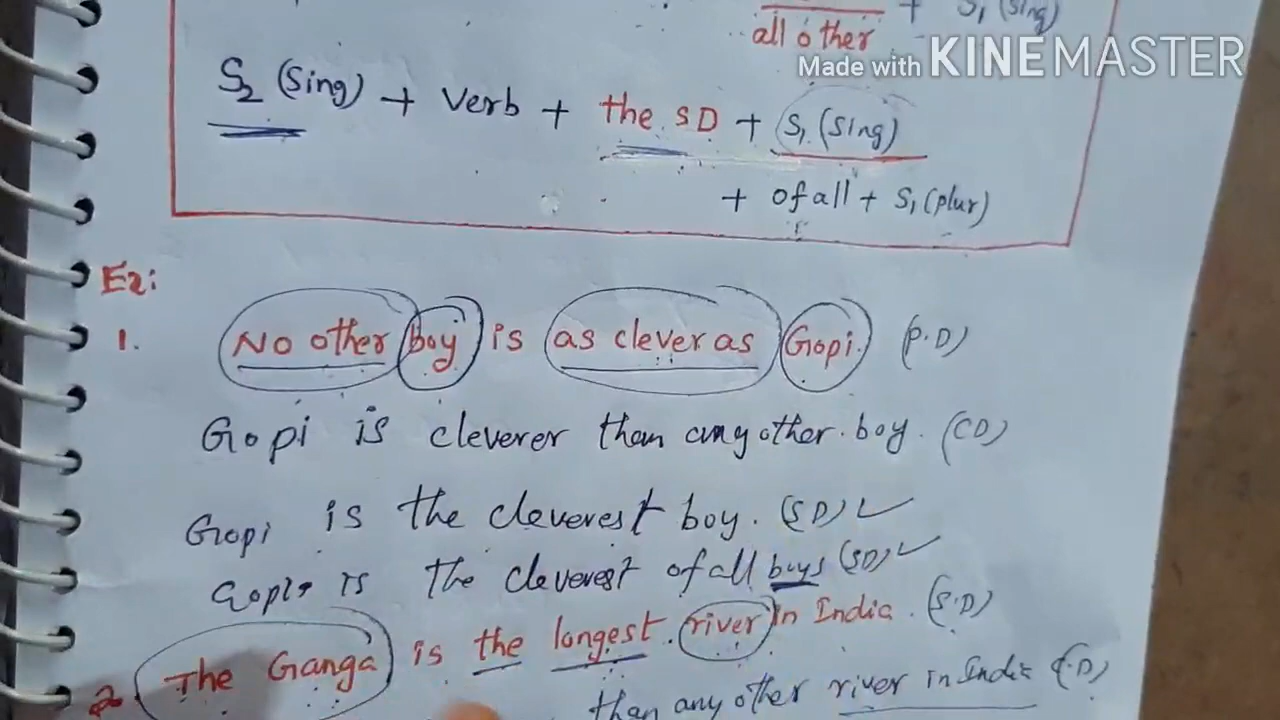 all other + S₁ (sing)
Made with KINEMASTER
S₂ (Sing) + Verb + the SD + S₁ (Sing)
+ of all + S₁ (plur)
Ex:
1. No other boy is as clever as Gopi. (P.D)
Gopi is cleverer than any other boy. (CD)
Gopi is the cleverest boy. (SD) ✓
Gopi is the cleverest of all boys (SD) ✓
2. The Ganga is the longest river in India. (S.D)
than any other river in India (C.D)